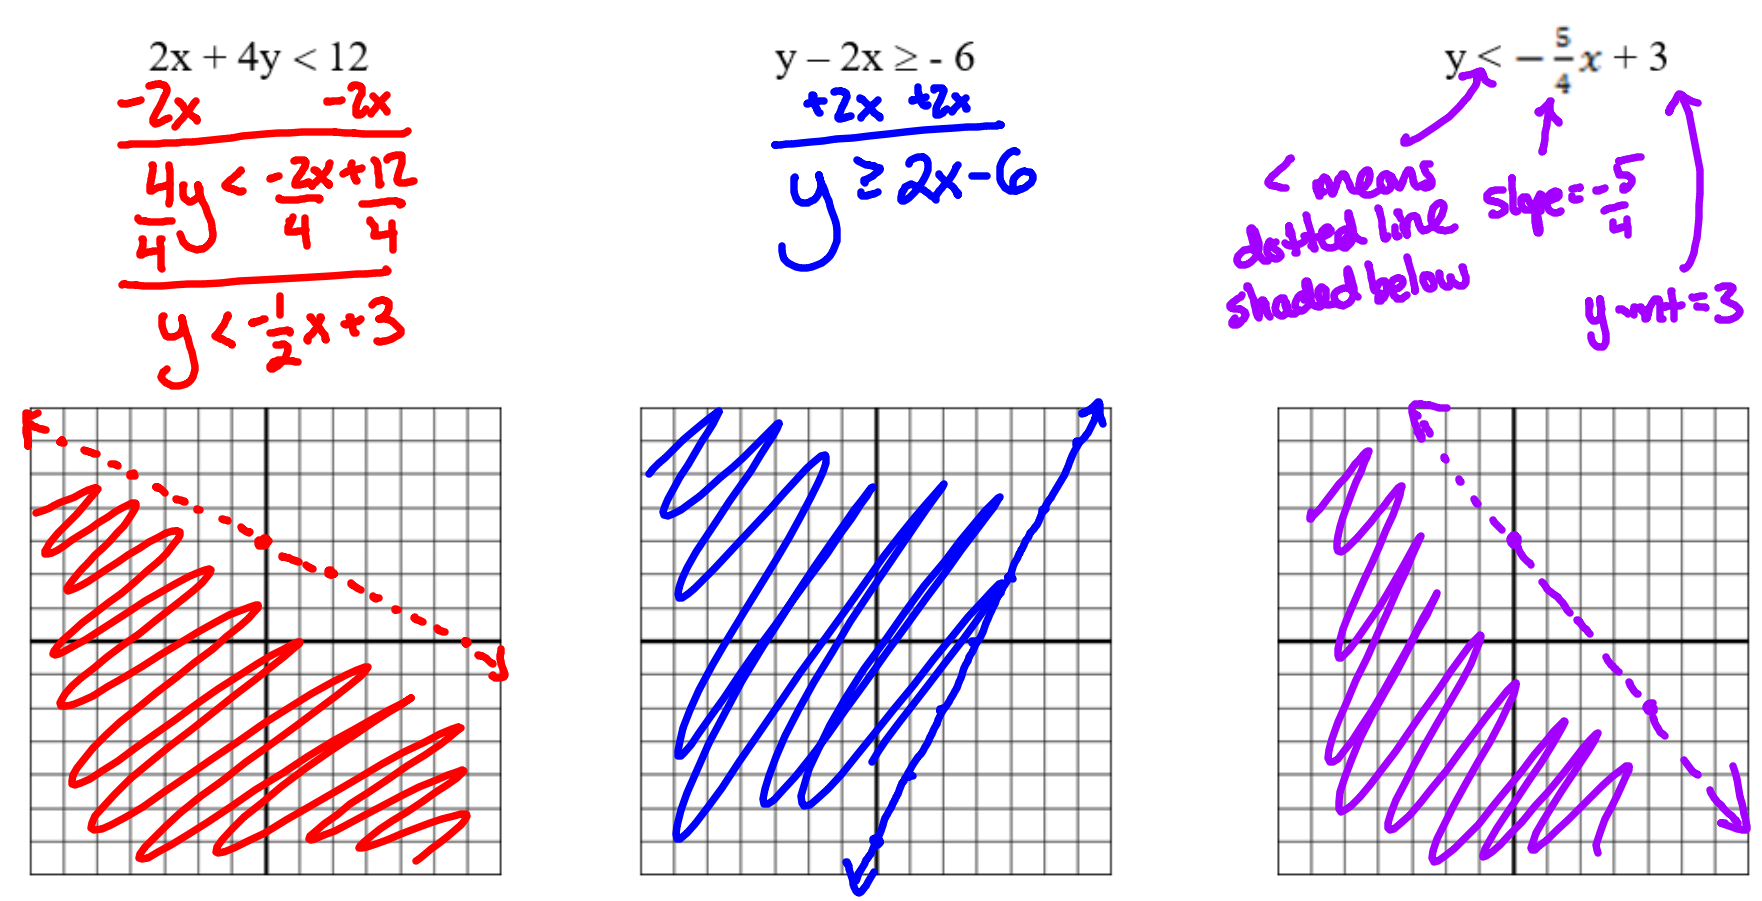 2x + 4y < 12
-2x -2x
4y < -2x + 12
4 4 4
y < -1/2 x + 3
y – 2x ≥ - 6
+2x +2x
y ≥ 2x - 6
y < − 5/4 x + 3
< means
dotted line
shaded below
slope = -5/4
y-int = 3